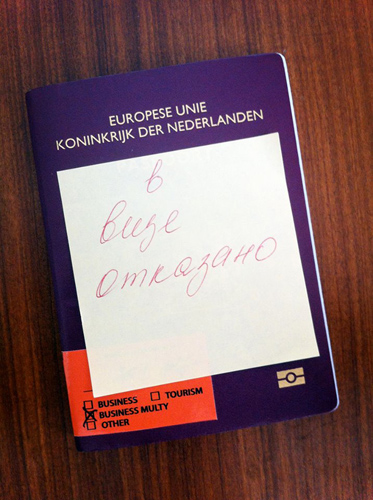 EUROPESE UNIE
KONINKRIJK DER NEDERLANDEN
в
визе
отказано
BUSINESS TOURISM
BUSINESS MULTY
OTHER